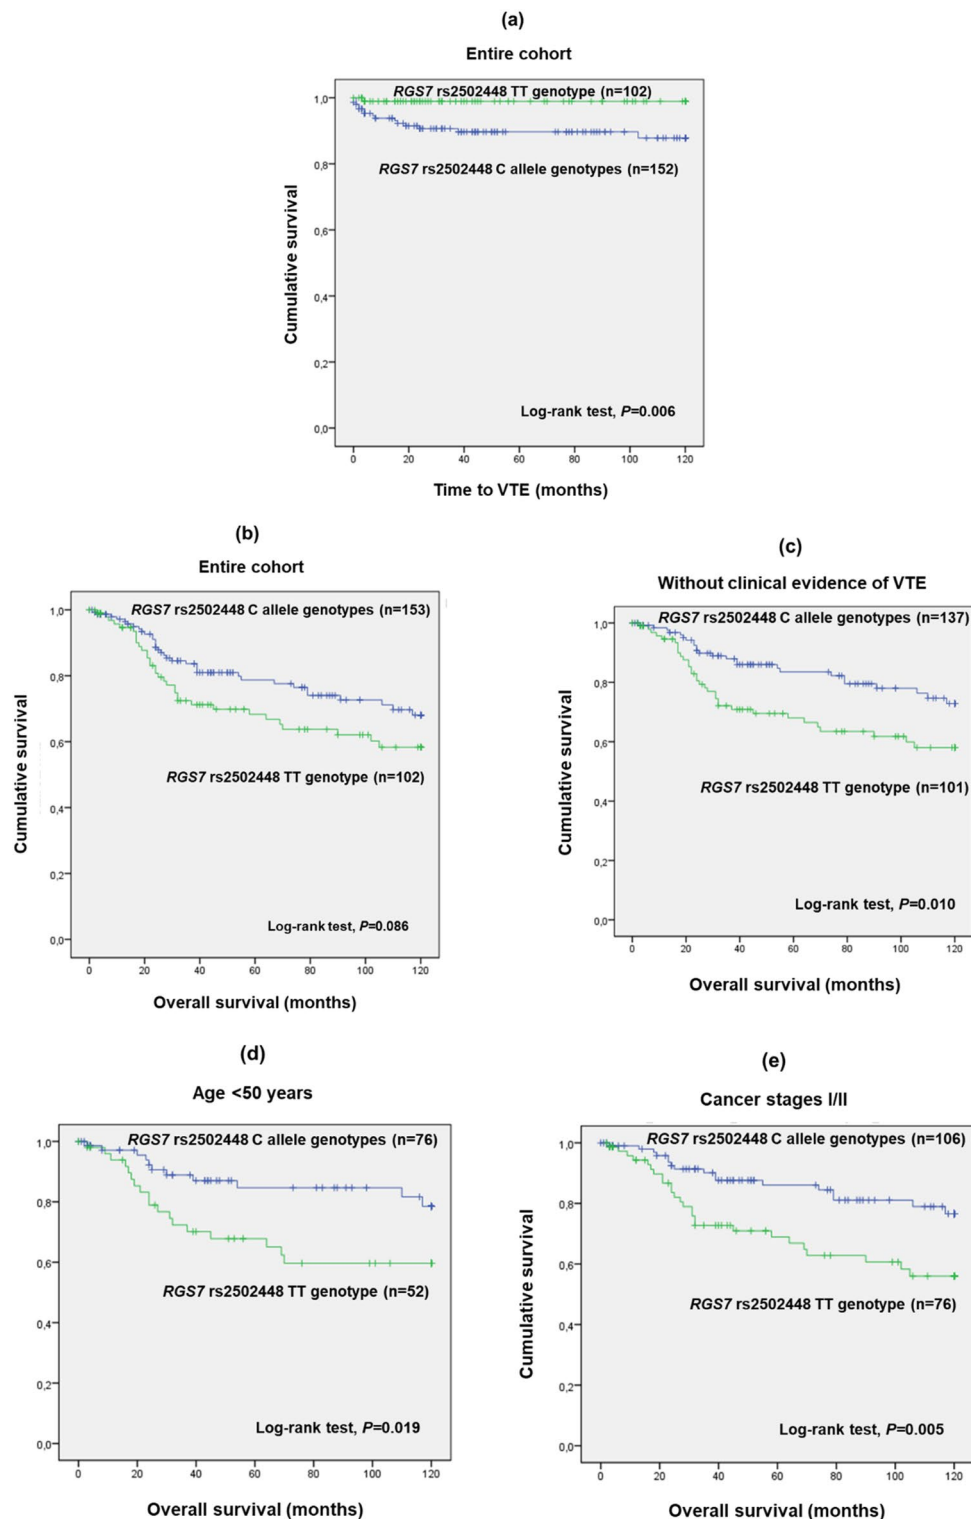 (a)
Entire cohort
RGS7 rs2502448 TT genotype (n=102)
1,0
0,8
RGS7 rs2502448 C allele genotypes (n=152)
0,6
Cumulative survival
0,4
0,2
Log-rank test, P=0.006
0,0
0 20 40 60 80 100 120
Time to VTE (months)
(b)
Entire cohort
RGS7 rs2502448 C allele genotypes (n=153)
1,0
0,8
0,6
RGS7 rs2502448 TT genotype (n=102)
Cumulative survival
0,4
0,2
Log-rank test, P=0.086
0,0
0 20 40 60 80 100 120
Overall survival (months)
(c)
Without clinical evidence of VTE
RGS7 rs2502448 C allele genotypes (n=137)
1,0
0,8
0,6
RGS7 rs2502448 TT genotype (n=101)
Cumulative survival
0,4
0,2
Log-rank test, P=0.010
0,0
0 20 40 60 80 100 120
Overall survival (months)
(d)
Age <50 years
RGS7 rs2502448 C allele genotypes (n=76)
1,0
0,8
0,6
RGS7 rs2502448 TT genotype (n=52)
Cumulative survival
0,4
0,2
Log-rank test, P=0.019
0,0
0 20 40 60 80 100 120
Overall survival (months)
(e)
Cancer stages I/II
RGS7 rs2502448 C allele genotypes (n=106)
1,0
0,8
0,6
RGS7 rs2502448 TT genotype (n=76)
Cumulative survival
0,4
0,2
Log-rank test, P=0.005
0,0
0 20 40 60 80 100 120
Overall survival (months)